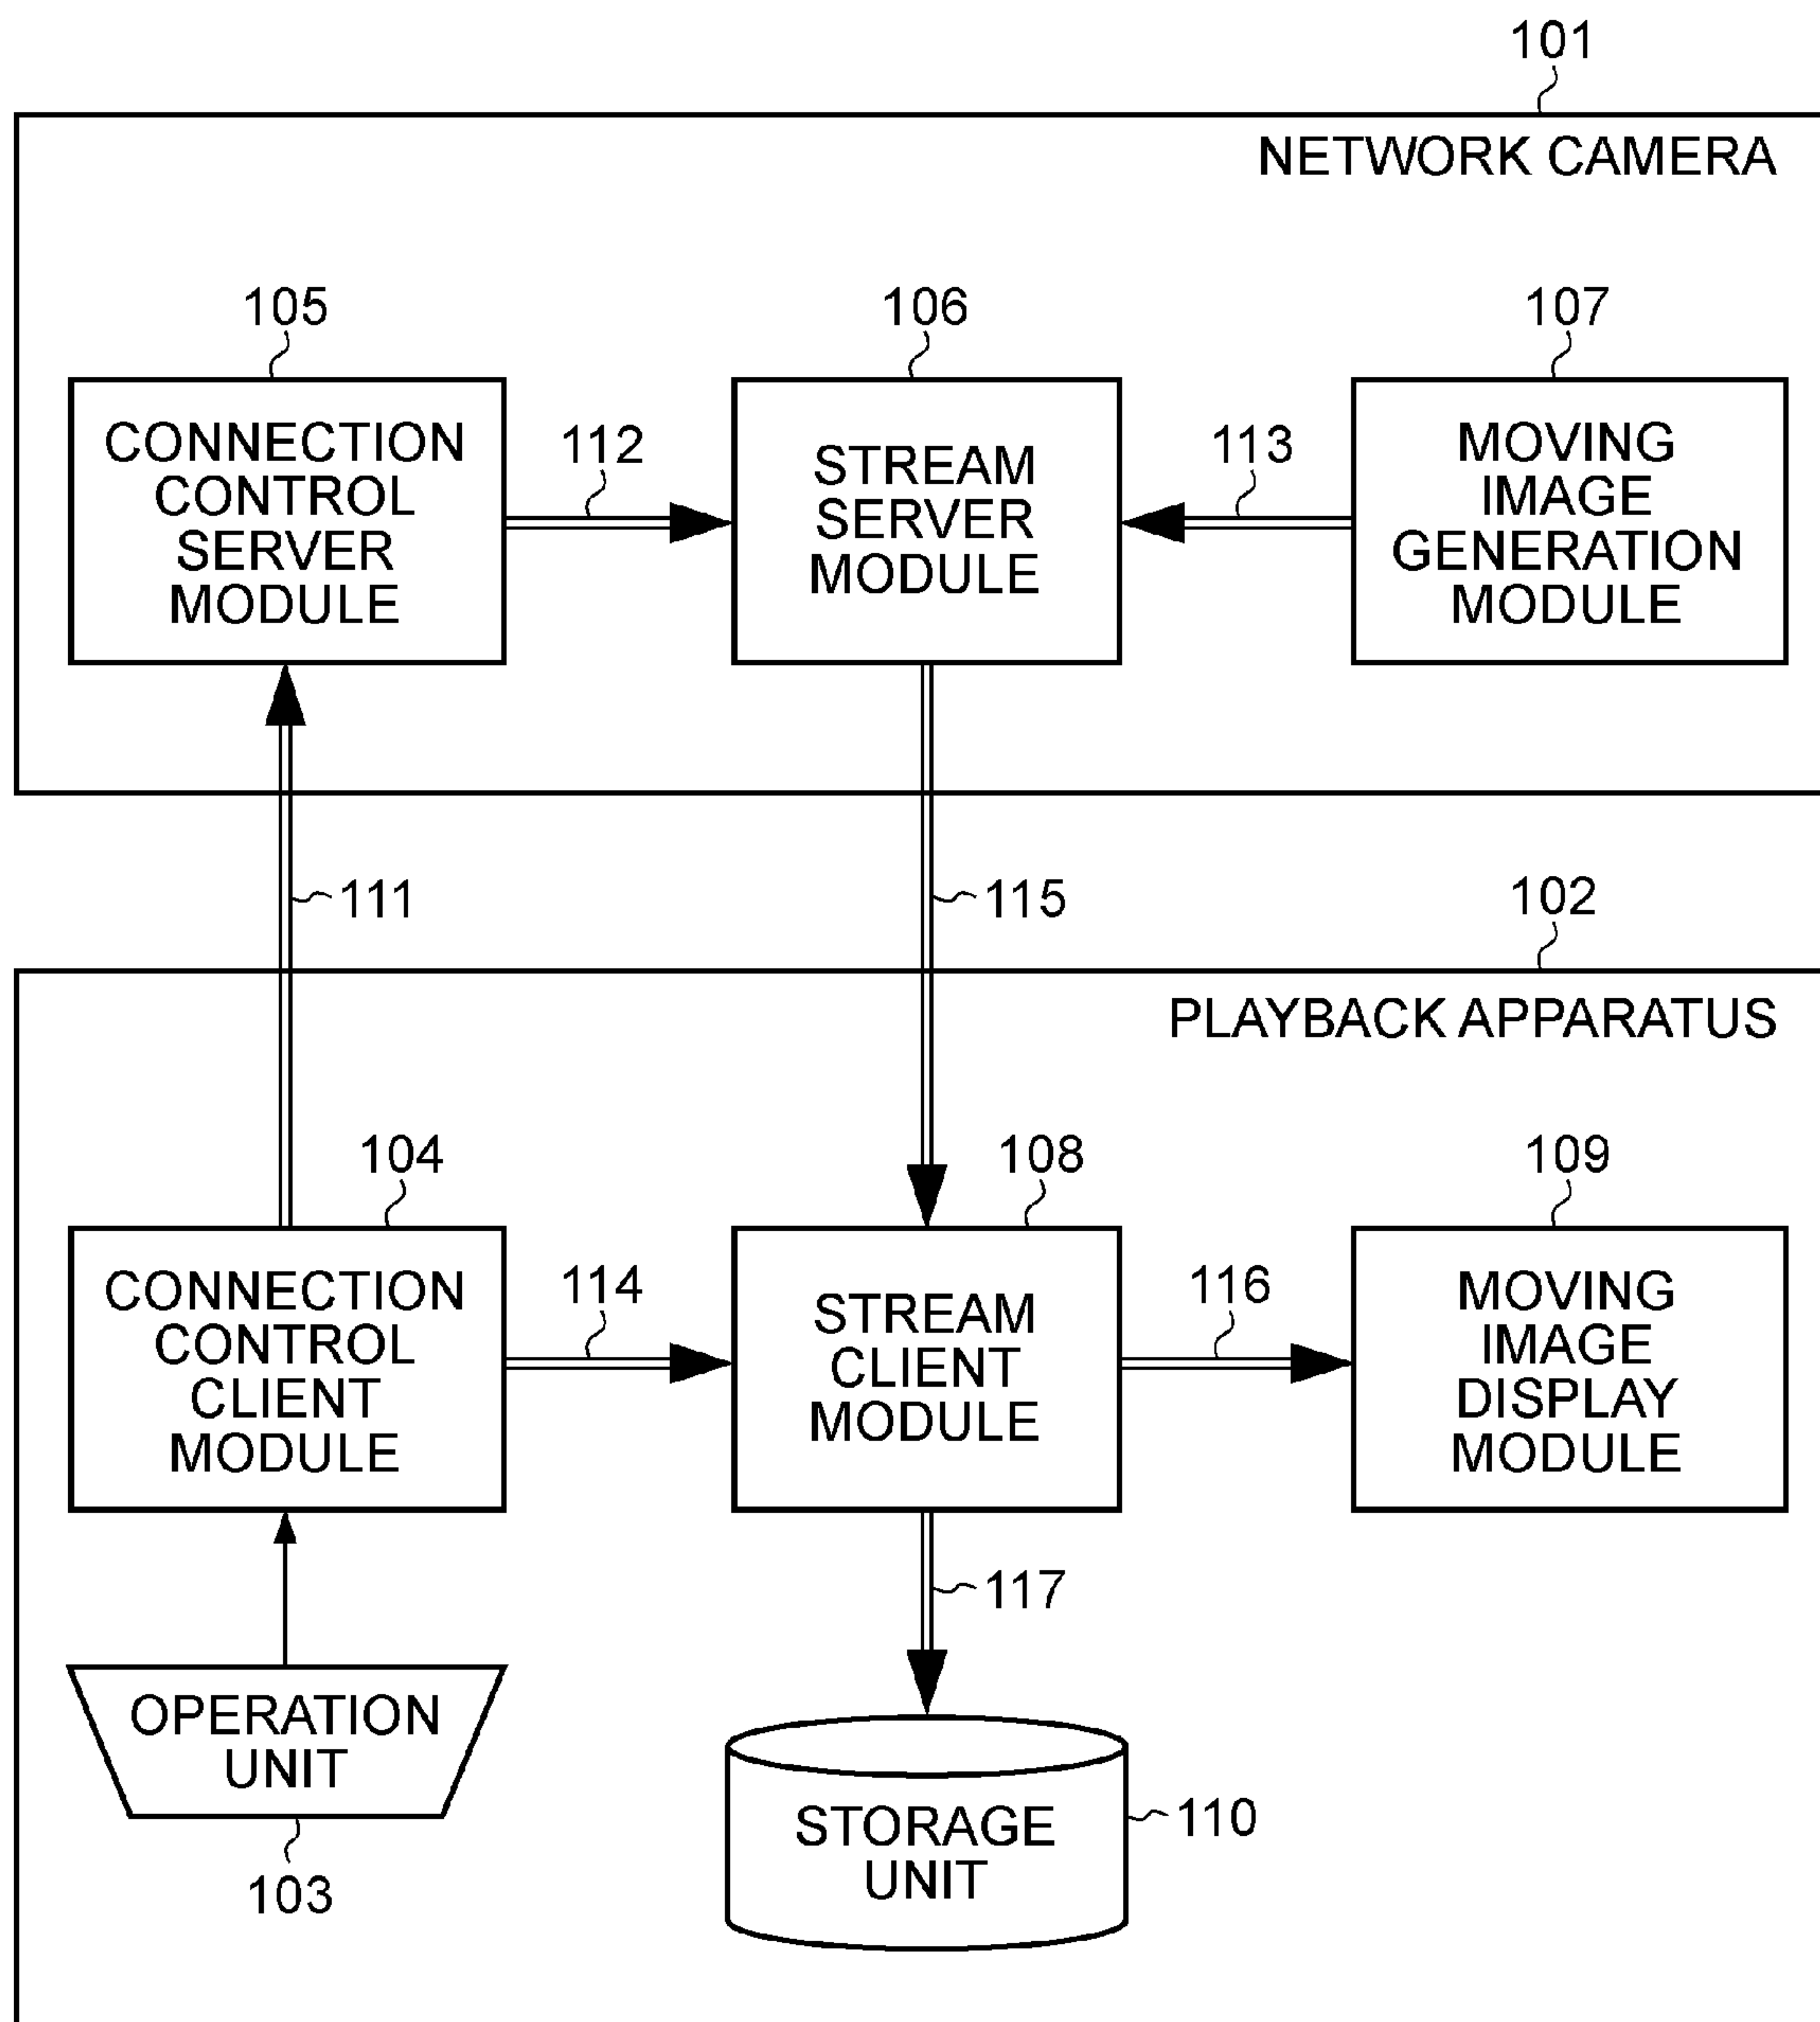 101
NETWORK CAMERA
105
106
107
CONNECTION
CONTROL
SERVER
MODULE
112
STREAM
SERVER
MODULE
113
MOVING
IMAGE
GENERATION
MODULE
111
115
102
PLAYBACK APPARATUS
104
108
109
CONNECTION
CONTROL
CLIENT
MODULE
114
STREAM
CLIENT
MODULE
116
MOVING
IMAGE
DISPLAY
MODULE
117
OPERATION
UNIT
103
STORAGE
UNIT
110